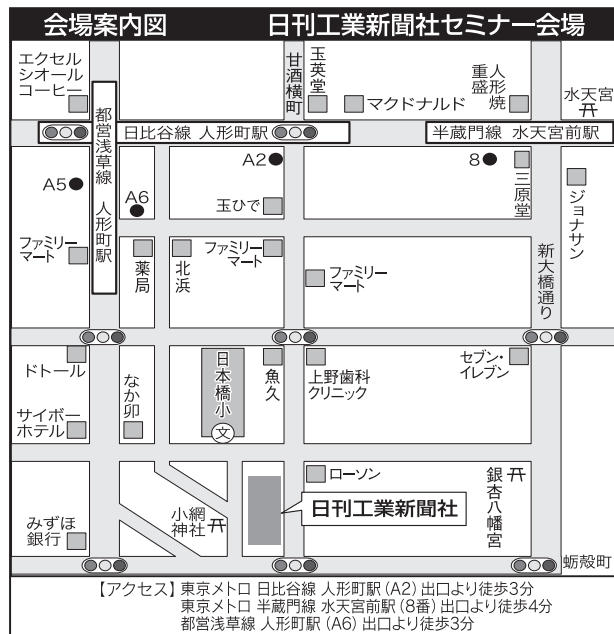 会場案内図 日刊工業新聞社セミナー会場
エクセル
シオール
コーヒー
甘酒横町
玉英堂
マクドナルド
人形焼
重盛
水天宮
都営浅草線 人形町駅
日比谷線 人形町駅
半蔵門線 水天宮前駅
A5
A6
A2
8
三原堂
ジョナサン
玉ひで
ファミリー
マート
薬局
北浜
ファミリー
マート
ファミリー
マート
新大橋通り
ドトール
なか卯
日本橋小
文
魚久
上野歯科
クリニック
セブン・
イレブン
サイボー
ホテル
ローソン
銀杏八幡宮
日刊工業新聞社
小網
神社
みずほ
銀行
蛎殻町
【アクセス】東京メトロ 日比谷線 人形町駅(A2)出口より徒歩3分
東京メトロ 半蔵門線 水天宮前駅(8番)出口より徒歩4分
都営浅草線 人形町駅(A6)出口より徒歩3分